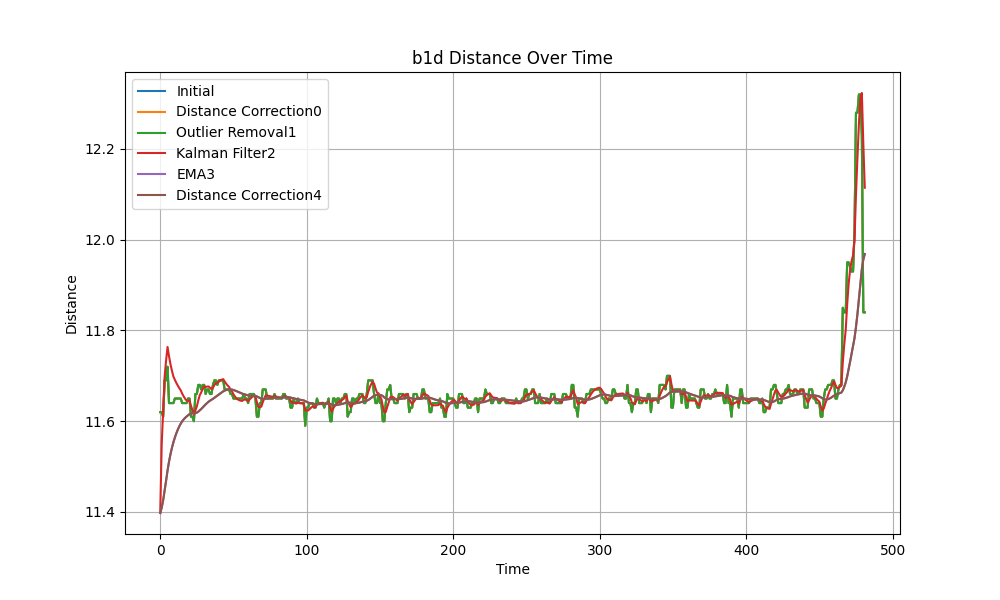 b1d Distance Over Time
Initial
Distance Correction0
Outlier Removal1
Kalman Filter2
EMA3
Distance Correction4
12.2
12.0
11.8
11.6
11.4
Distance
0 100 200 300 400 500
Time